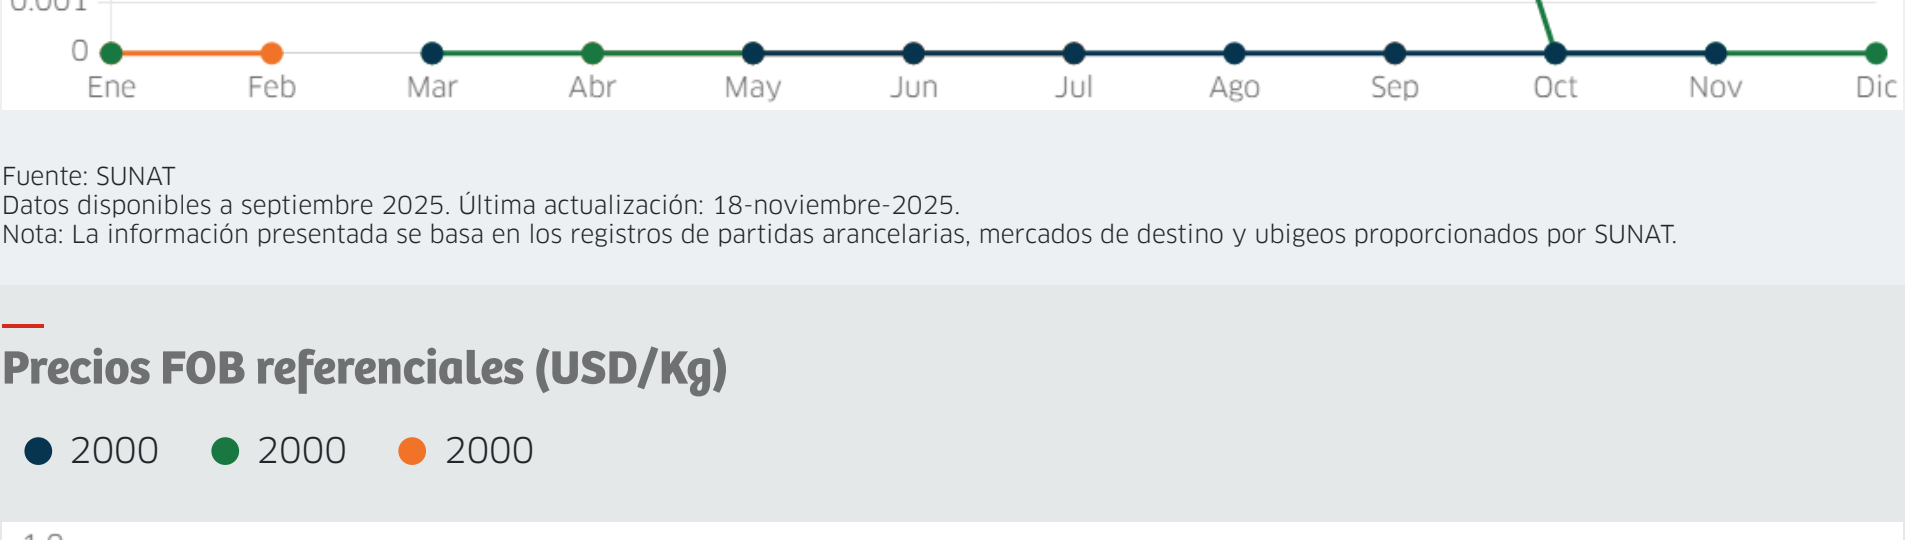 0.001
0
Ene Feb Mar Abr May Jun Jul Ago Sep Oct Nov Dic
Fuente: SUNAT
Datos disponibles a septiembre 2025. Última actualización: 18-noviembre-2025.
Nota: La información presentada se basa en los registros de partidas arancelarias, mercados de destino y ubigeos proporcionados por SUNAT.
Precios FOB referenciales (USD/Kg)
2000 2000 2000